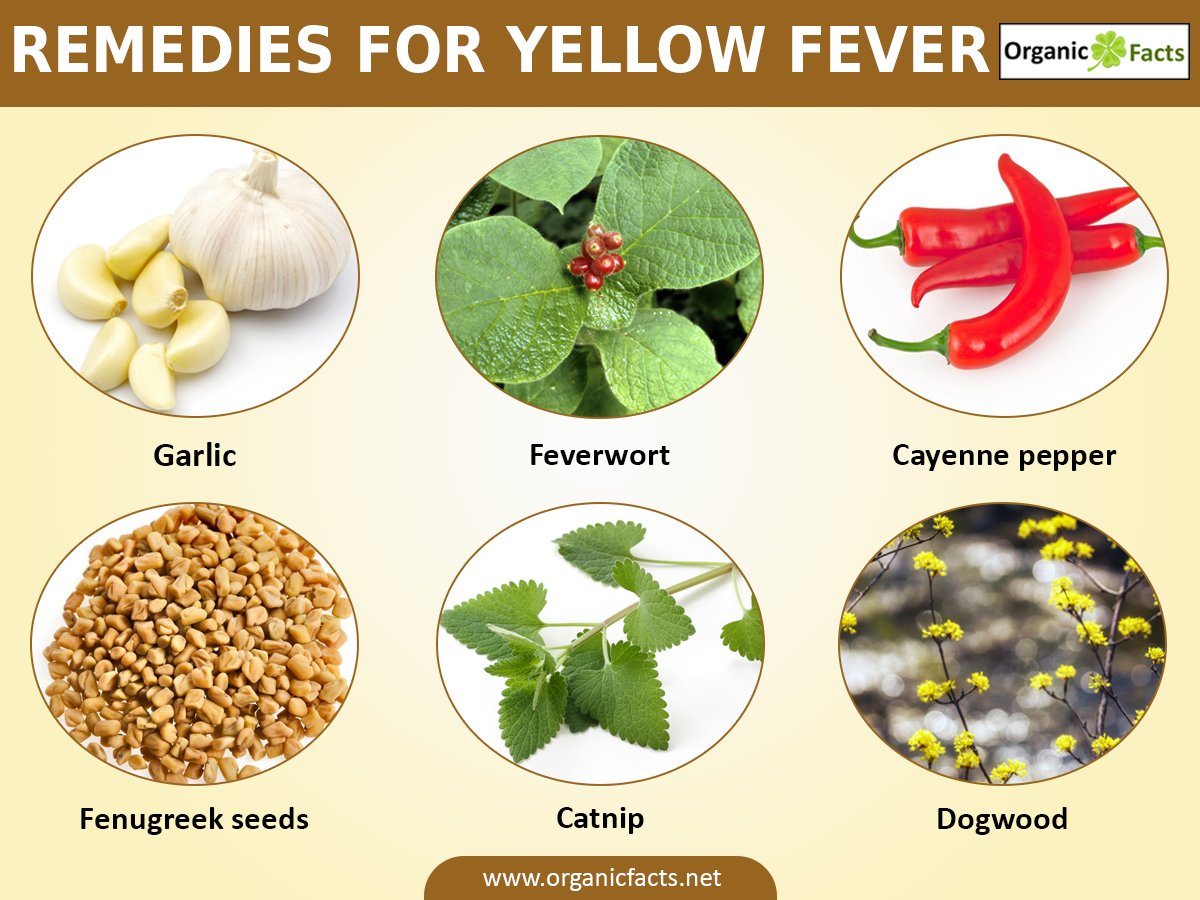 REMEDIES FOR YELLOW FEVER
Organic Facts
Garlic
Feverwort
Cayenne pepper
Fenugreek seeds
Catnip
Dogwood
www.organicfacts.net